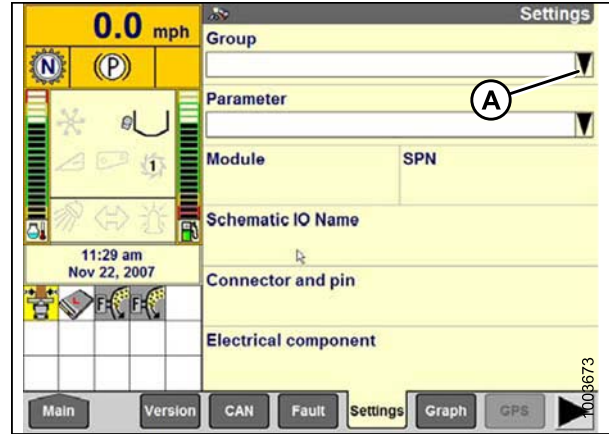 0.0 mph
Settings
Group
N
(P)
A
Parameter
1
Module
SPN
Schematic IO Name
11:29 am
Nov 22, 2007
Connector and pin
F
F
Electrical component
1003673
Main
Version
CAN
Fault
Settings
Graph
GPS